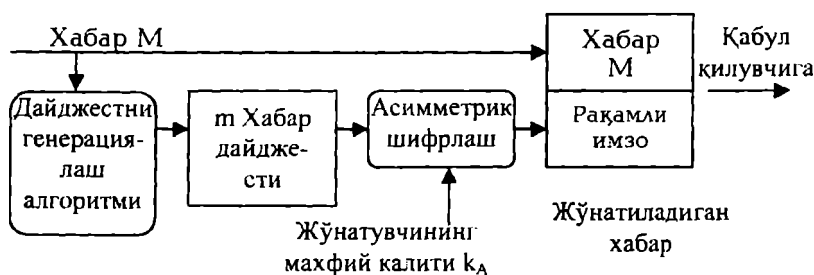 Хабар М
Дайджестни
генерация-
лаш
алгоритми
m Хабар
дайдже-
сти
Асимметрик
шифрлаш
Хабар
М
Рақамли
имзо
Қабул
қилувчига
Жўнатувчининг
махфий калити kA
Жўнатиладиган
хабар